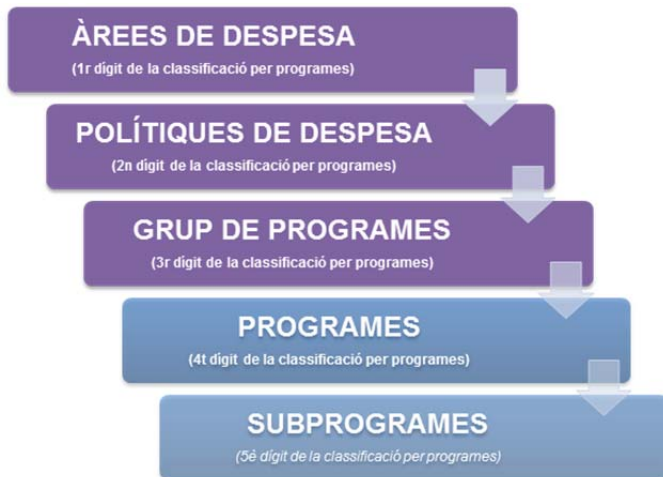 ÀREES DE DESPESA
(1r dígit de la classificació per programes)
POLÍTIQUES DE DESPESA
(2n dígit de la classificació per programes)
GRUP DE PROGRAMES
(3r dígit de la classificació per programes)
PROGRAMES
(4t dígit de la classificació per programes)
SUBPROGRAMES
(5è dígit de la classificació per programes)